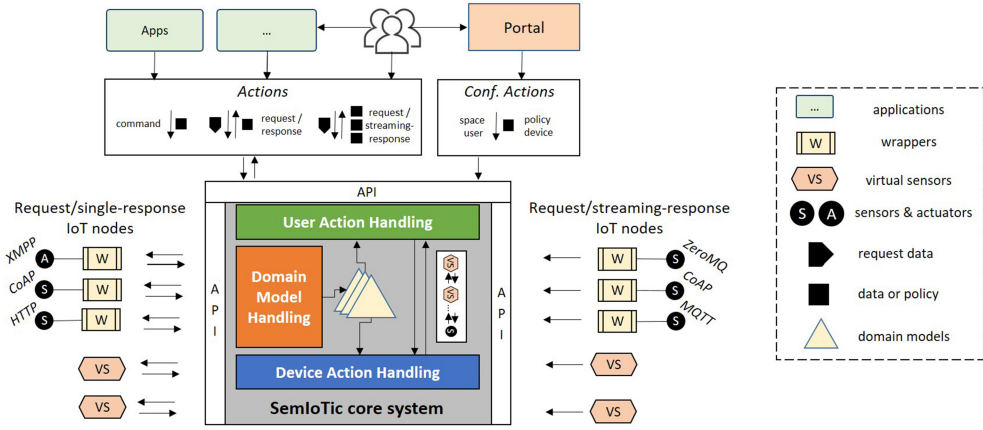 Apps
...
Portal
Actions
command
request /
response
request /
streaming-
response
Conf. Actions
space
user
policy
device
API
User Action Handling
Domain
Model
Handling
VS
VS
S
Device Action Handling
SemIoTic core system
A
P
I
A
P
I
Request/single-response
IoT nodes
XMPP
A
W
CoAP
S
W
HTTP
S
W
VS
VS
Request/streaming-response
IoT nodes
W
S
ZeroMQ
W
S
CoAP
W
S
MQTT
VS
VS
...
applications
W
wrappers
VS
virtual sensors
S
A
sensors & actuators
request data
data or policy
domain models